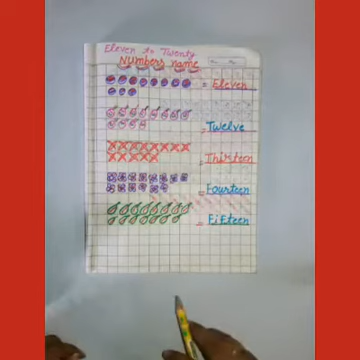 Eleven to Twenty
Numbers name
= Eleven
= Twelve
= Thirteen
= Fourteen
= Fifteen